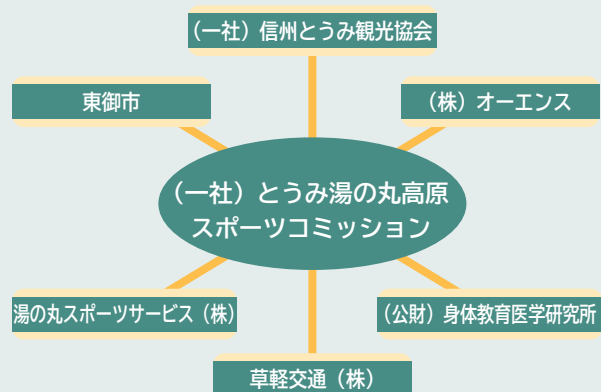 （一社）信州とうみ観光協会
東御市
（株）オーエンス
（一社）とうみ湯の丸高原
スポーツコミッション
湯の丸スポーツサービス（株）
（公財）身体教育医学研究所
草軽交通（株）